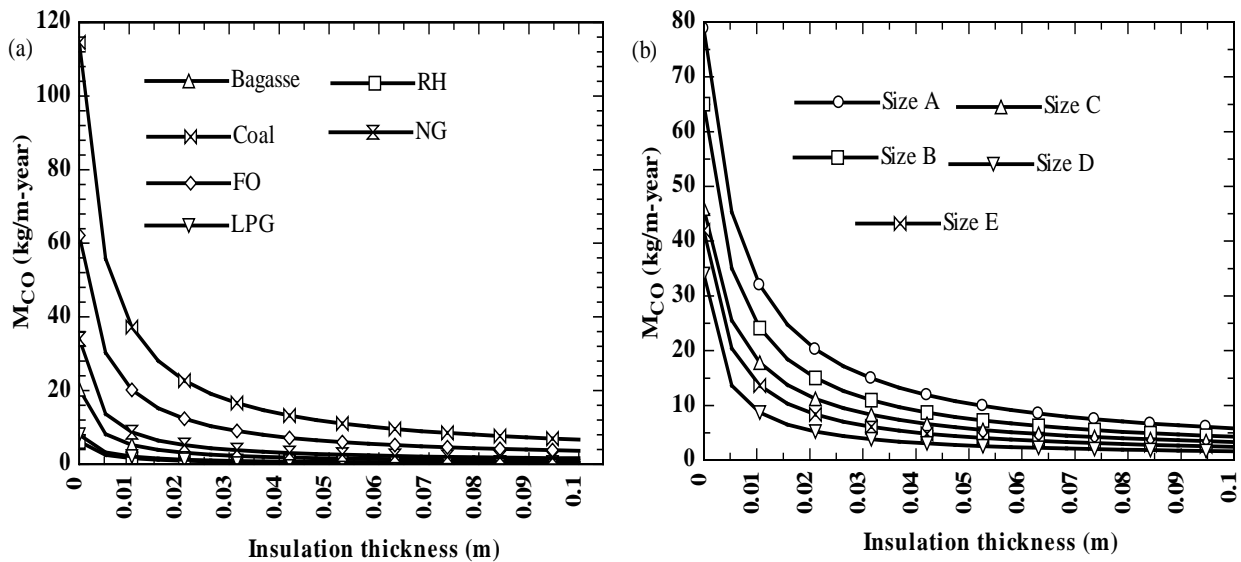 (a)
M_CO (kg/m-year)
120
100
80
60
40
20
0
Bagasse
RH
Coal
NG
FO
LPG
0
0.01
0.02
0.03
0.04
0.05
0.06
0.07
0.08
0.09
0.1
Insulation thickness (m)
(b)
M_CO (kg/m-year)
80
70
60
50
40
30
20
10
0
Size A
Size C
Size B
Size D
Size E
0
0.01
0.02
0.03
0.04
0.05
0.06
0.07
0.08
0.09
0.1
Insulation thickness (m)